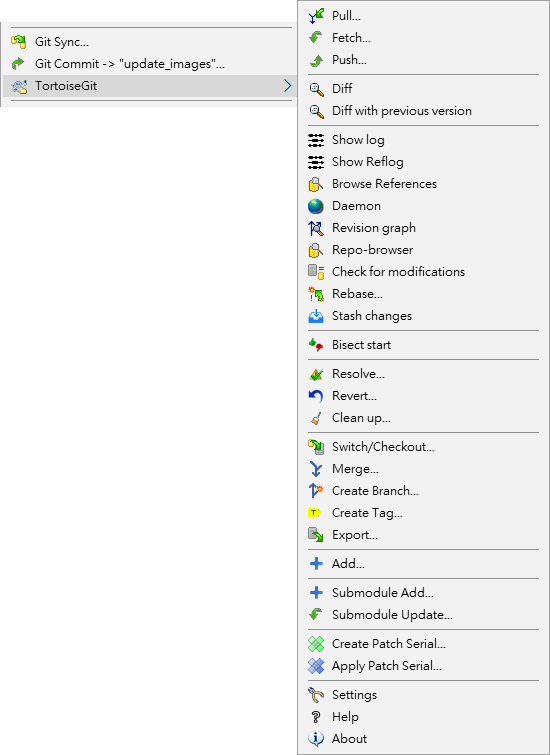 Git Sync...
Git Commit -> "update_images"...
TortoiseGit
Pull...
Fetch...
Push...
Diff
Diff with previous version
Show log
Show Reflog
Browse References
Daemon
Revision graph
Repo-browser
Check for modifications
Rebase...
Stash changes
Bisect start
Resolve...
Revert...
Clean up...
Switch/Checkout...
Merge...
Create Branch...
Create Tag...
Export...
Add...
Submodule Add...
Submodule Update...
Create Patch Serial...
Apply Patch Serial...
Settings
Help
About